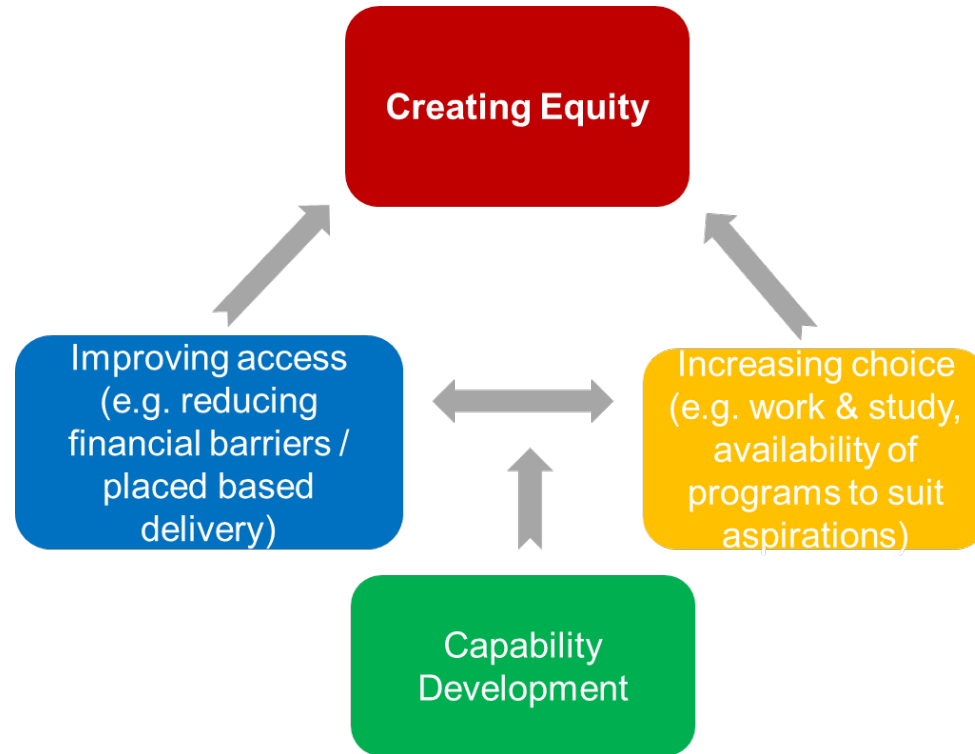 Creating Equity
Improving access
(e.g. reducing
financial barriers /
placed based
delivery)
Increasing choice
(e.g. work & study,
availability of
programs to suit
aspirations)
Capability
Development